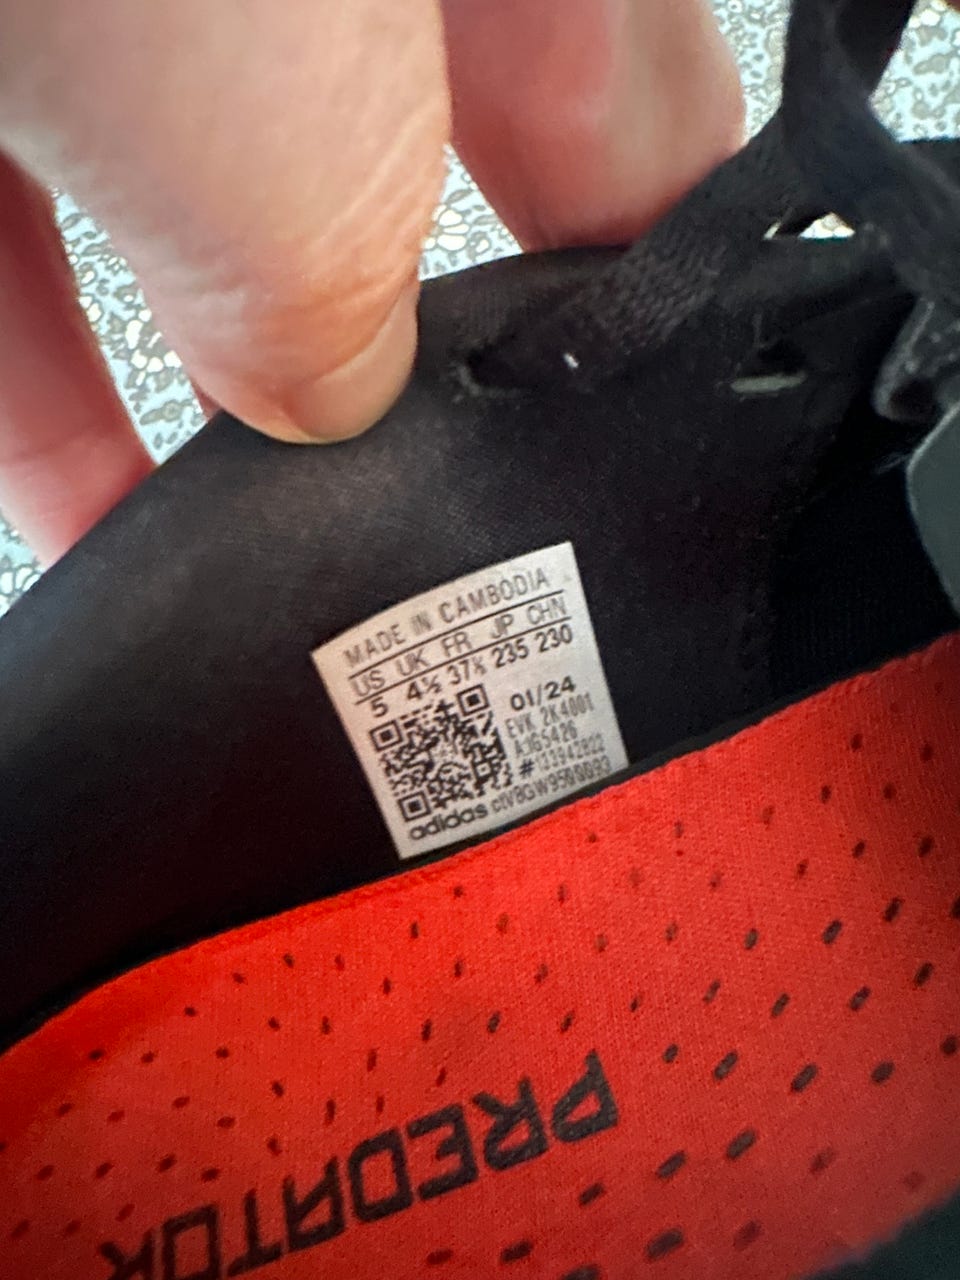 MADE IN CAMBODIA
US UK FR JP CHN
5 4½ 37⅓ 235 230
01/24
EVK 2K4001
#133942822
adidas
PREDATOR